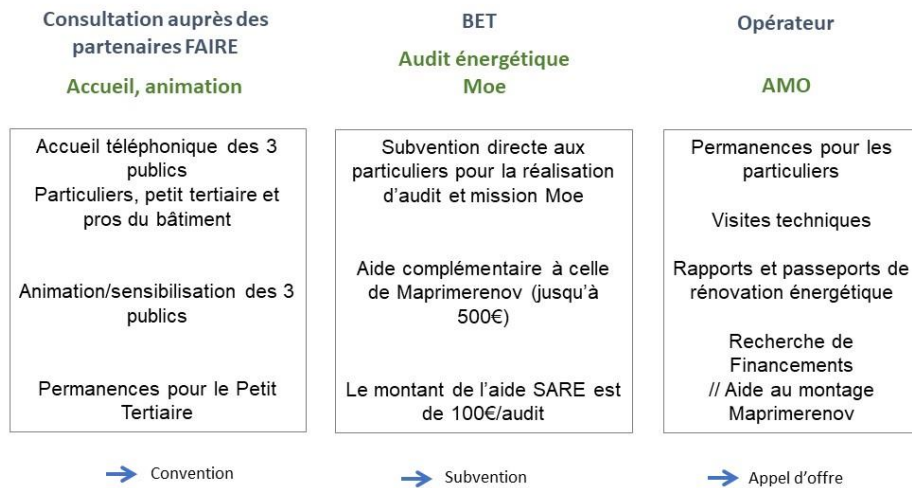 Consultation auprès des
partenaires FAIRE
Accueil, animation
Accueil téléphonique des 3
publics
Particuliers, petit tertiaire et
pros du bâtiment
Animation/sensibilisation des 3
publics
Permanences pour le Petit
Tertiaire
Convention
BET
Audit énergétique
Moe
Subvention directe aux
particuliers pour la réalisation
d'audit et mission Moe
Aide complémentaire à celle
de Maprimerenov (jusqu'à
500€)
Le montant de l'aide SARE est
de 100€/audit
Subvention
Opérateur
AMO
Permanences pour les
particuliers
Visites techniques
Rapports et passeports de
rénovation énergétique
Recherche de
Financements
// Aide au montage
Maprimerenov
Appel d'offre